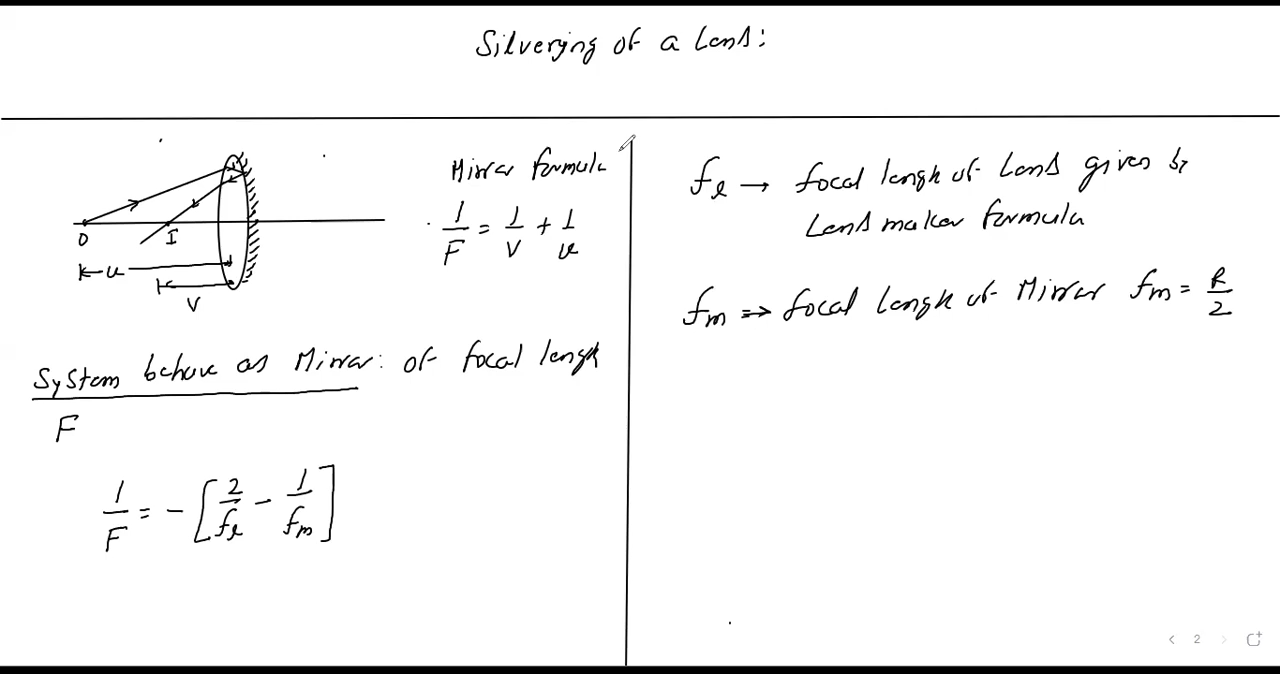 Silvering of a Lens:
Mirror formula
1/F = 1/V + 1/u
O
I
u
V
System behave as Mirror: of focal length
F
1/F = - [2/fℓ - 1/fm]
fℓ → focal length of Lens given by
Lens maker formula
fm ⇒ focal length of Mirror fm = R/2
< 2 >